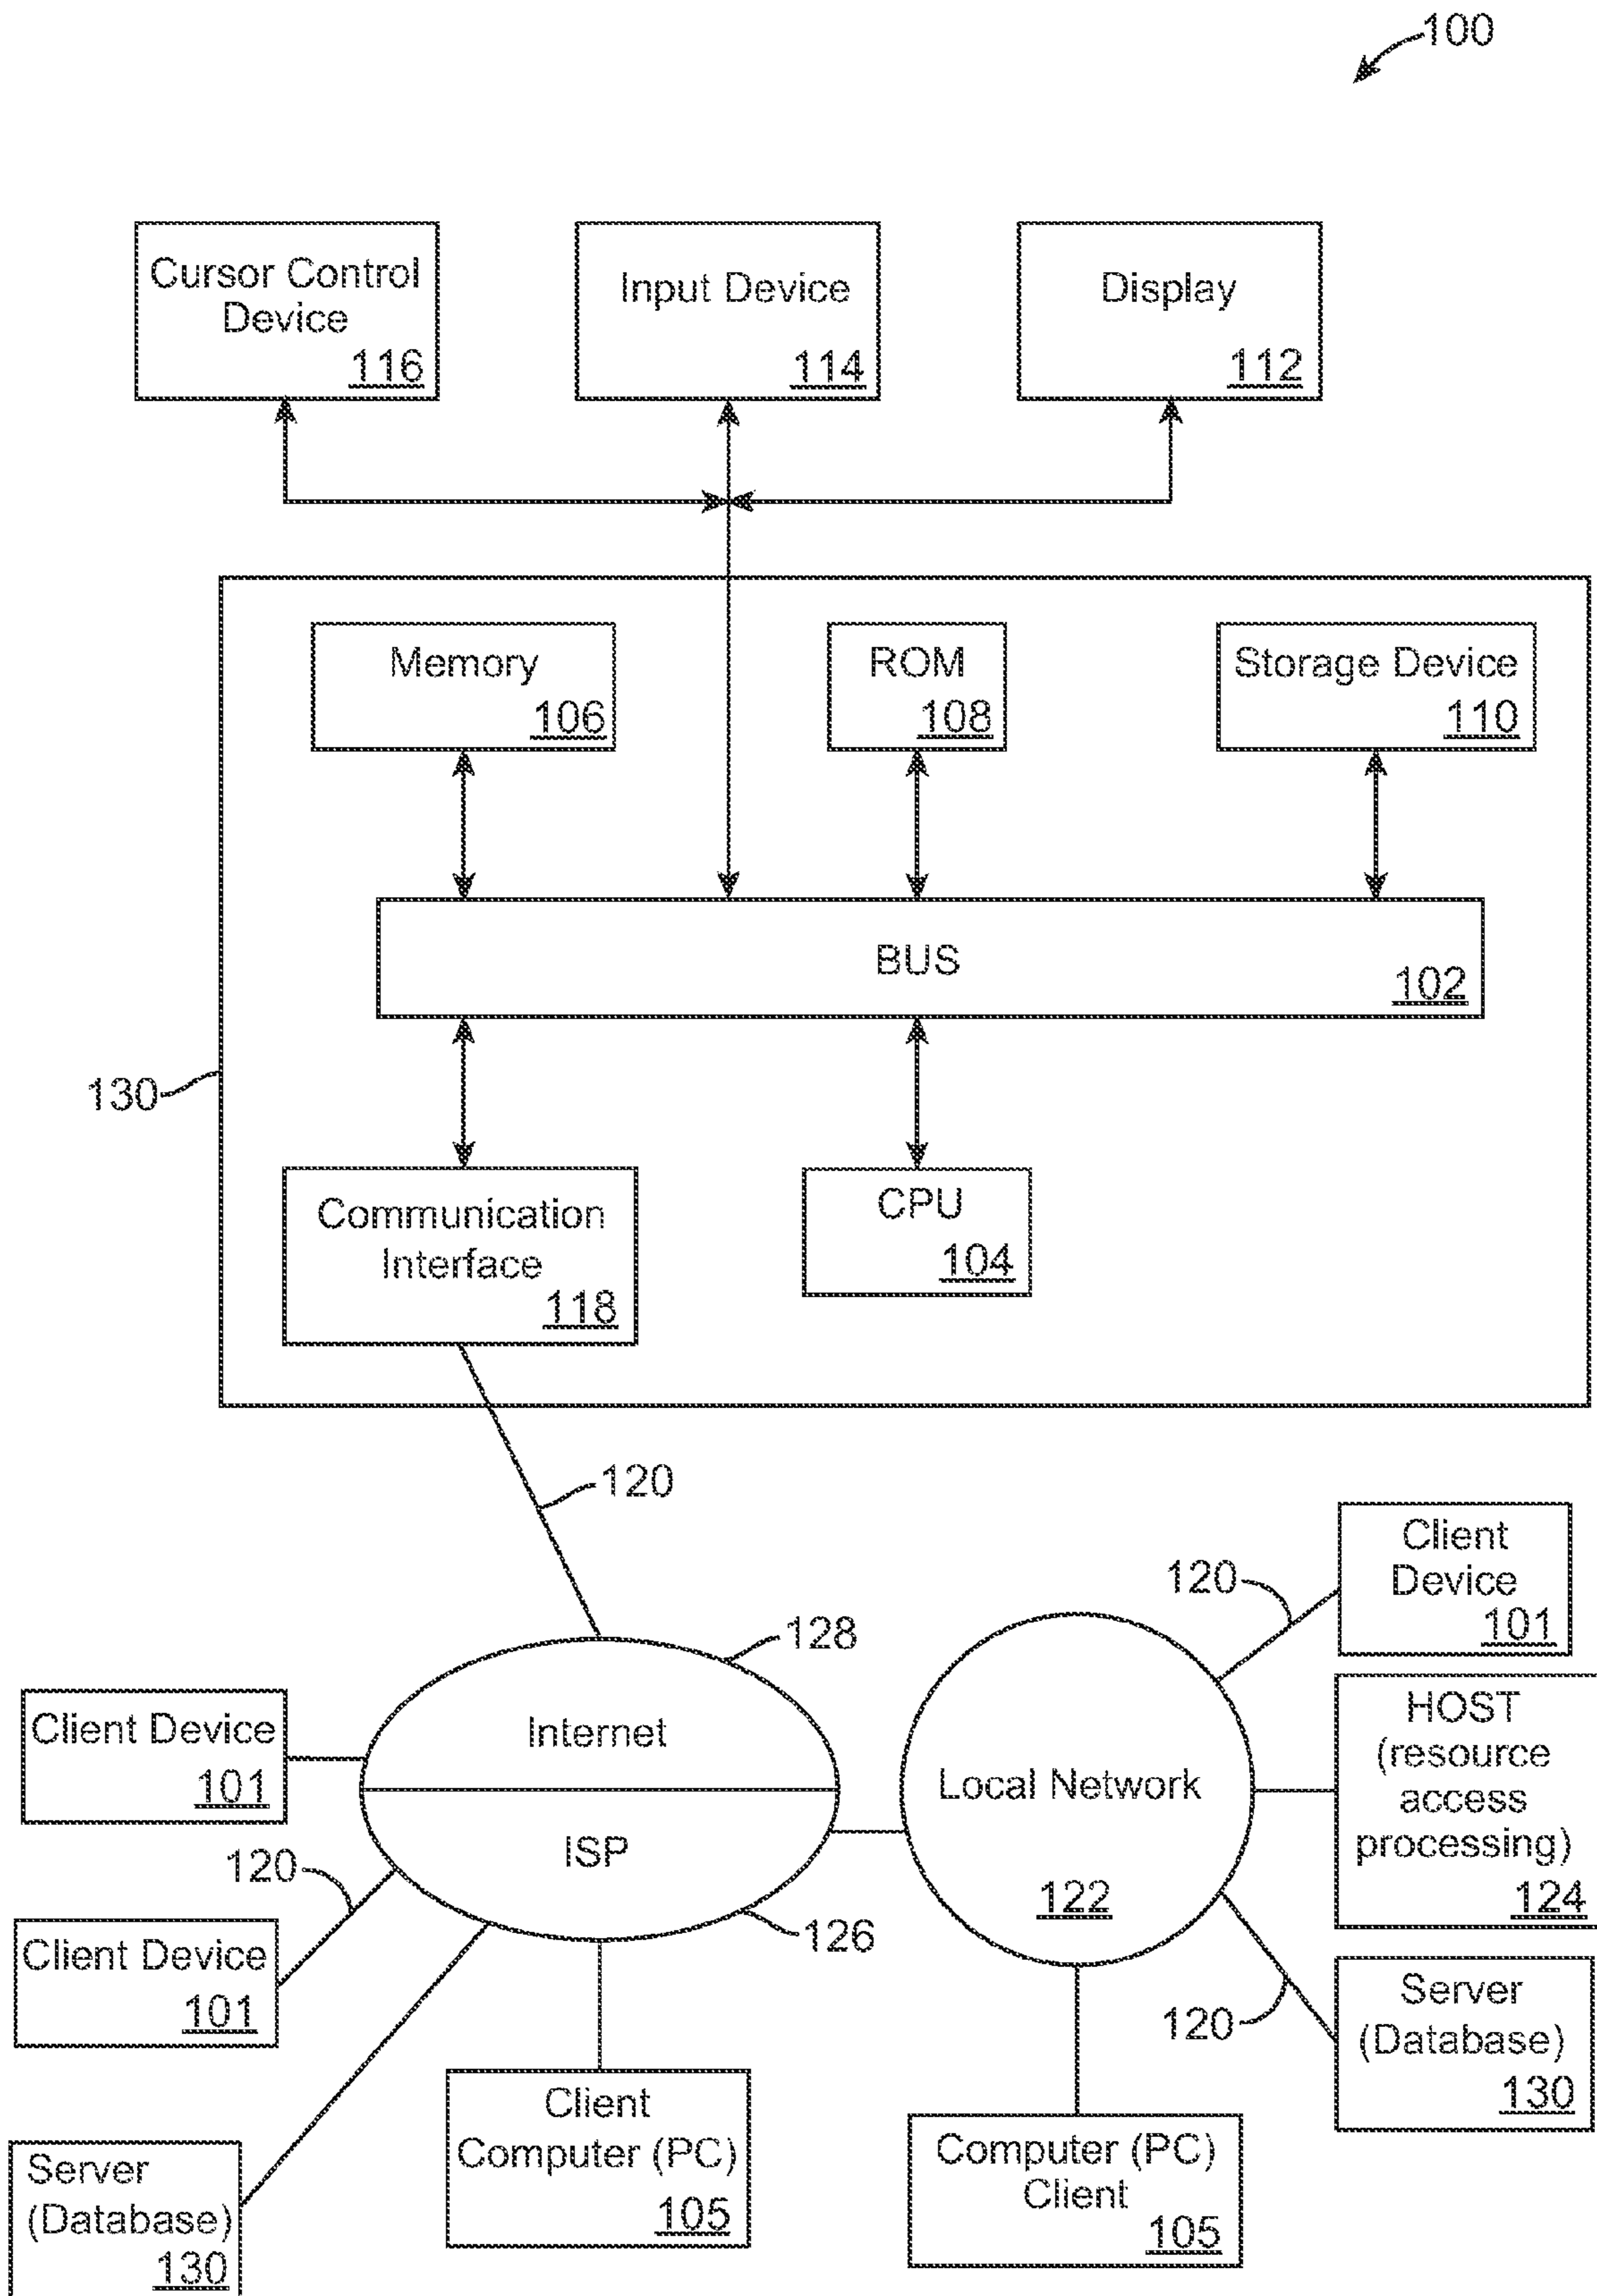 100
Cursor Control
Device
116
Input Device
114
Display
112
Memory
106
ROM
108
Storage Device
110
BUS
102
130
Communication
Interface
118
CPU
104
120
128
Internet
ISP
126
Client Device
101
120
Client Device
101
Server
(Database)
130
Client
Computer (PC)
105
Local Network
122
120
Client
Device
101
HOST
(resource
access
processing)
124
120
Server
(Database)
130
Computer (PC)
Client
105